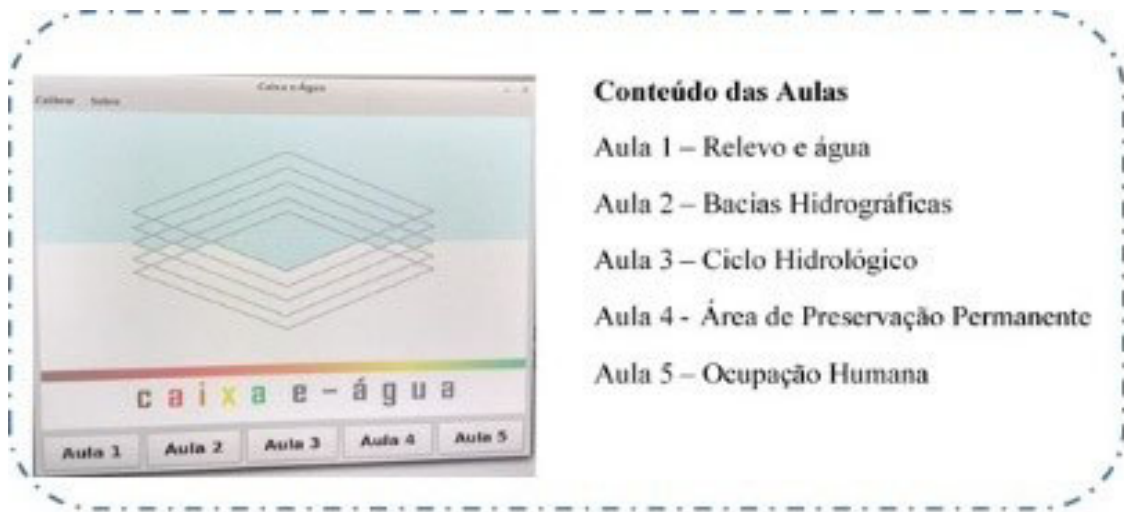 Caixa e-Água
Calibrar Sobre
caixa e-água
Aula 1 Aula 2 Aula 3 Aula 4 Aula 5
Conteúdo das Aulas
Aula 1 – Relevo e água
Aula 2 – Bacias Hidrográficas
Aula 3 – Ciclo Hidrológico
Aula 4 - Área de Preservação Permanente
Aula 5 – Ocupação Humana